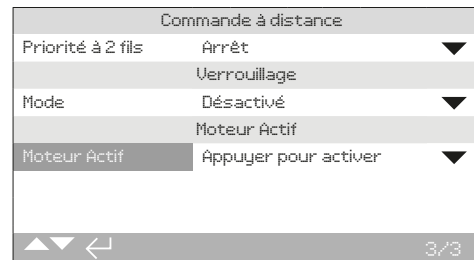 Commande à distance
Priorité à 2 fils Arrêt
Verrouillage
Mode Désactivé
Moteur Actif
Moteur Actif Appuyer pour activer
3/3